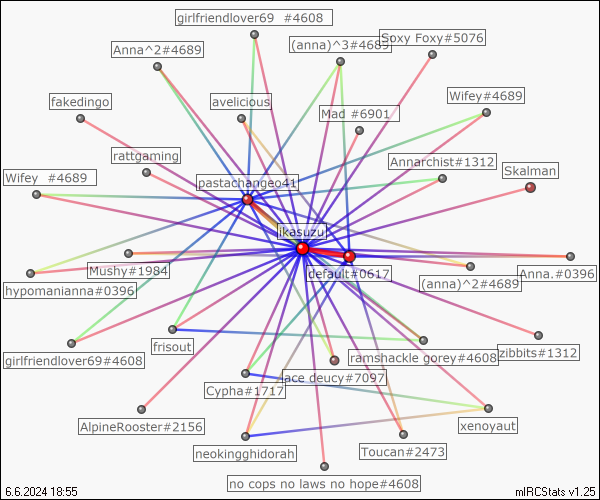 girlfriendlover69 #4608
Anna^2#4689
(anna)^3#4689
Soxy Foxy#5076
fakedingo
avelicious
Mad #6901
Wifey#4689
rattgaming
Annarchist#1312
Skalman
Wifey #4689
pastachangeo41
ikasuzu
Mushy#1984
default#0617
(anna)^2#4689
Anna.#0396
hypomanianna#0396
girlfriendlover69#4608
frisout
ramshackle gorey#4608
zibbits#1312
Cypha#1717
ace deucy#7097
AlpineRooster#2156
xenoyaut
neokingghidorah
Toucan#2473
no cops no laws no hope#4608
6.6.2024 18:55
mIRCStats v1.25